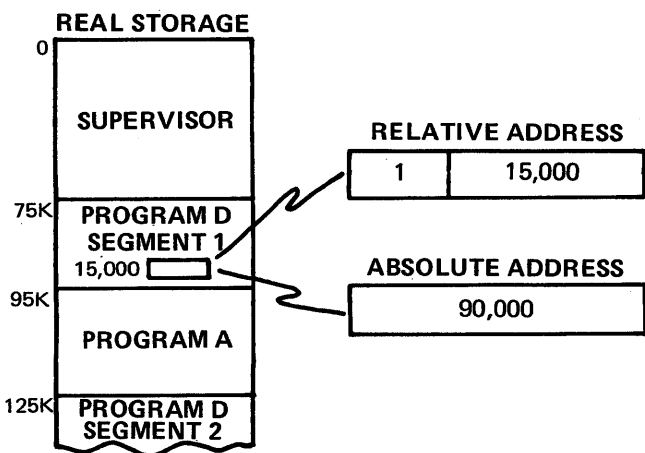 REAL STORAGE
0
SUPERVISOR
75K
PROGRAM D
SEGMENT 1
15,000
95K
PROGRAM A
125K
PROGRAM D
SEGMENT 2
RELATIVE ADDRESS
1 15,000
ABSOLUTE ADDRESS
90,000